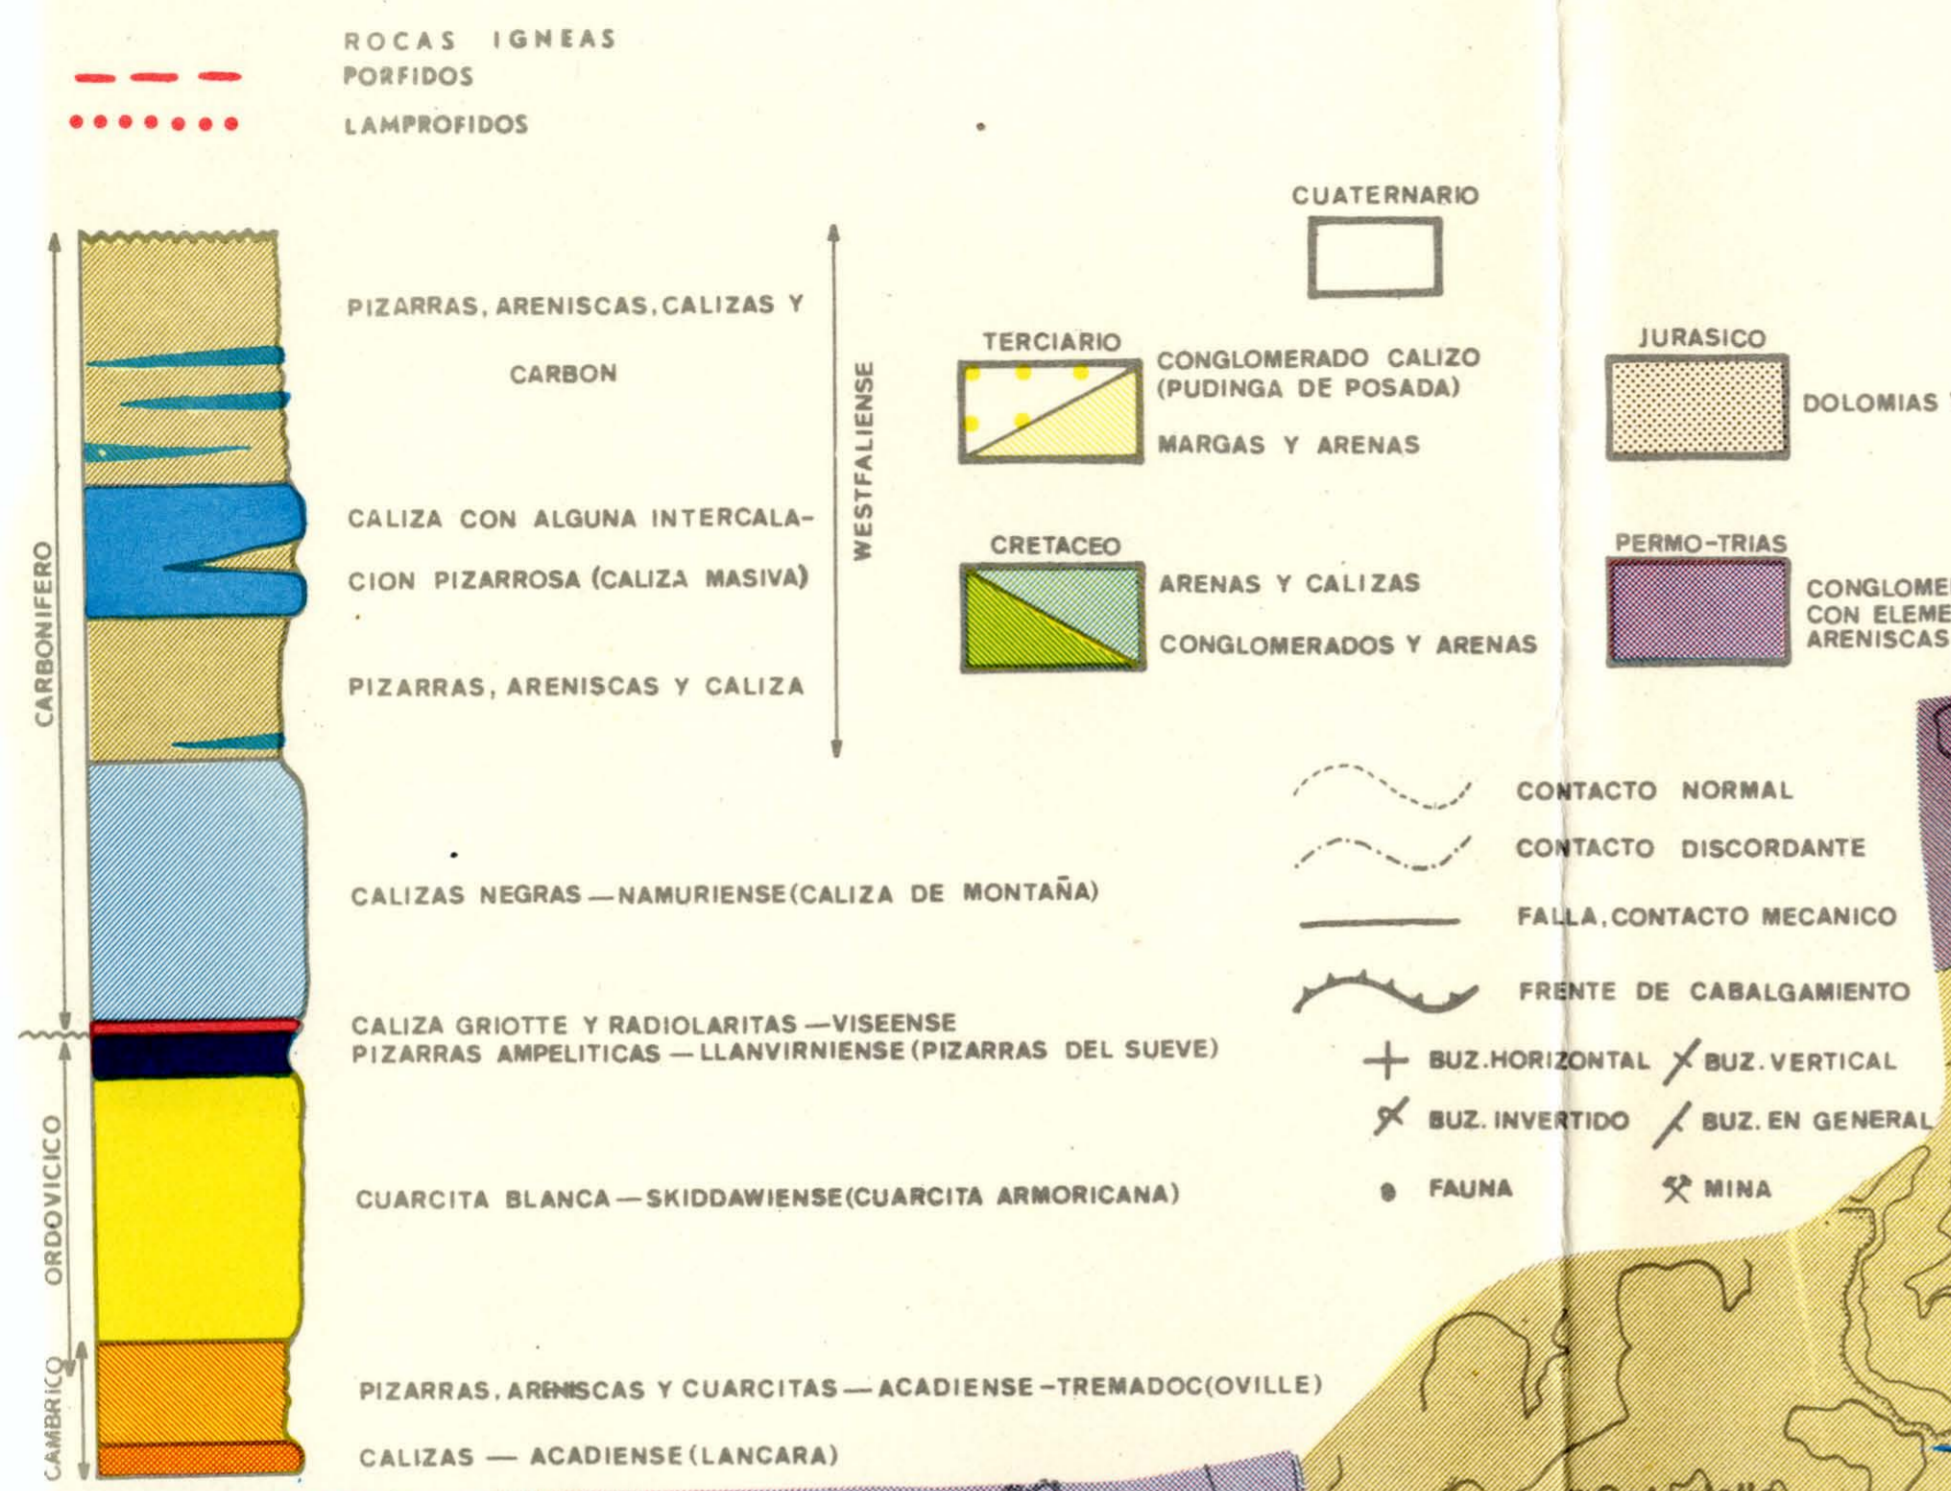 ROCAS IGNEAS
PORFIDOS
LAMPROFIDOS
CARBONIFERO
ORDOVICICO
CAMBRICO
PIZARRAS, ARENISCAS, CALIZAS Y
CARBON
CALIZA CON ALGUNA INTERCALA-
CION PIZARROSA (CALIZA MASIVA)
PIZARRAS, ARENISCAS Y CALIZA
WESTFALIENSE
CALIZAS NEGRAS — NAMURIENSE (CALIZA DE MONTAÑA)
CALIZA GRIOTTE Y RADIOLARITAS — VISEENSE
PIZARRAS AMPELITICAS — LLANVIRNIENSE (PIZARRAS DEL SUEVE)
CUARCITA BLANCA — SKIDDAWIENSE (CUARCITA ARMORICANA)
PIZARRAS, ARENISCAS Y CUARCITAS — ACADIENSE - TREMADOC (OVILLE)
CALIZAS — ACADIENSE (LANCARA)
CUATERNARIO
TERCIARIO
CONGLOMERADO CALIZO
(PUDINGA DE POSADA)
MARGAS Y ARENAS
CRETACEO
ARENAS Y CALIZAS
CONGLOMERADOS Y ARENAS
JURASICO
DOLOMIAS
PERMO-TRIAS
CONGLOME
CON ELEME
ARENISCAS
CONTACTO NORMAL
CONTACTO DISCORDANTE
FALLA, CONTACTO MECANICO
FRENTE DE CABALGAMIENTO
BUZ. HORIZONTAL
BUZ. VERTICAL
BUZ. INVERTIDO
BUZ. EN GENERAL
FAUNA
MINA